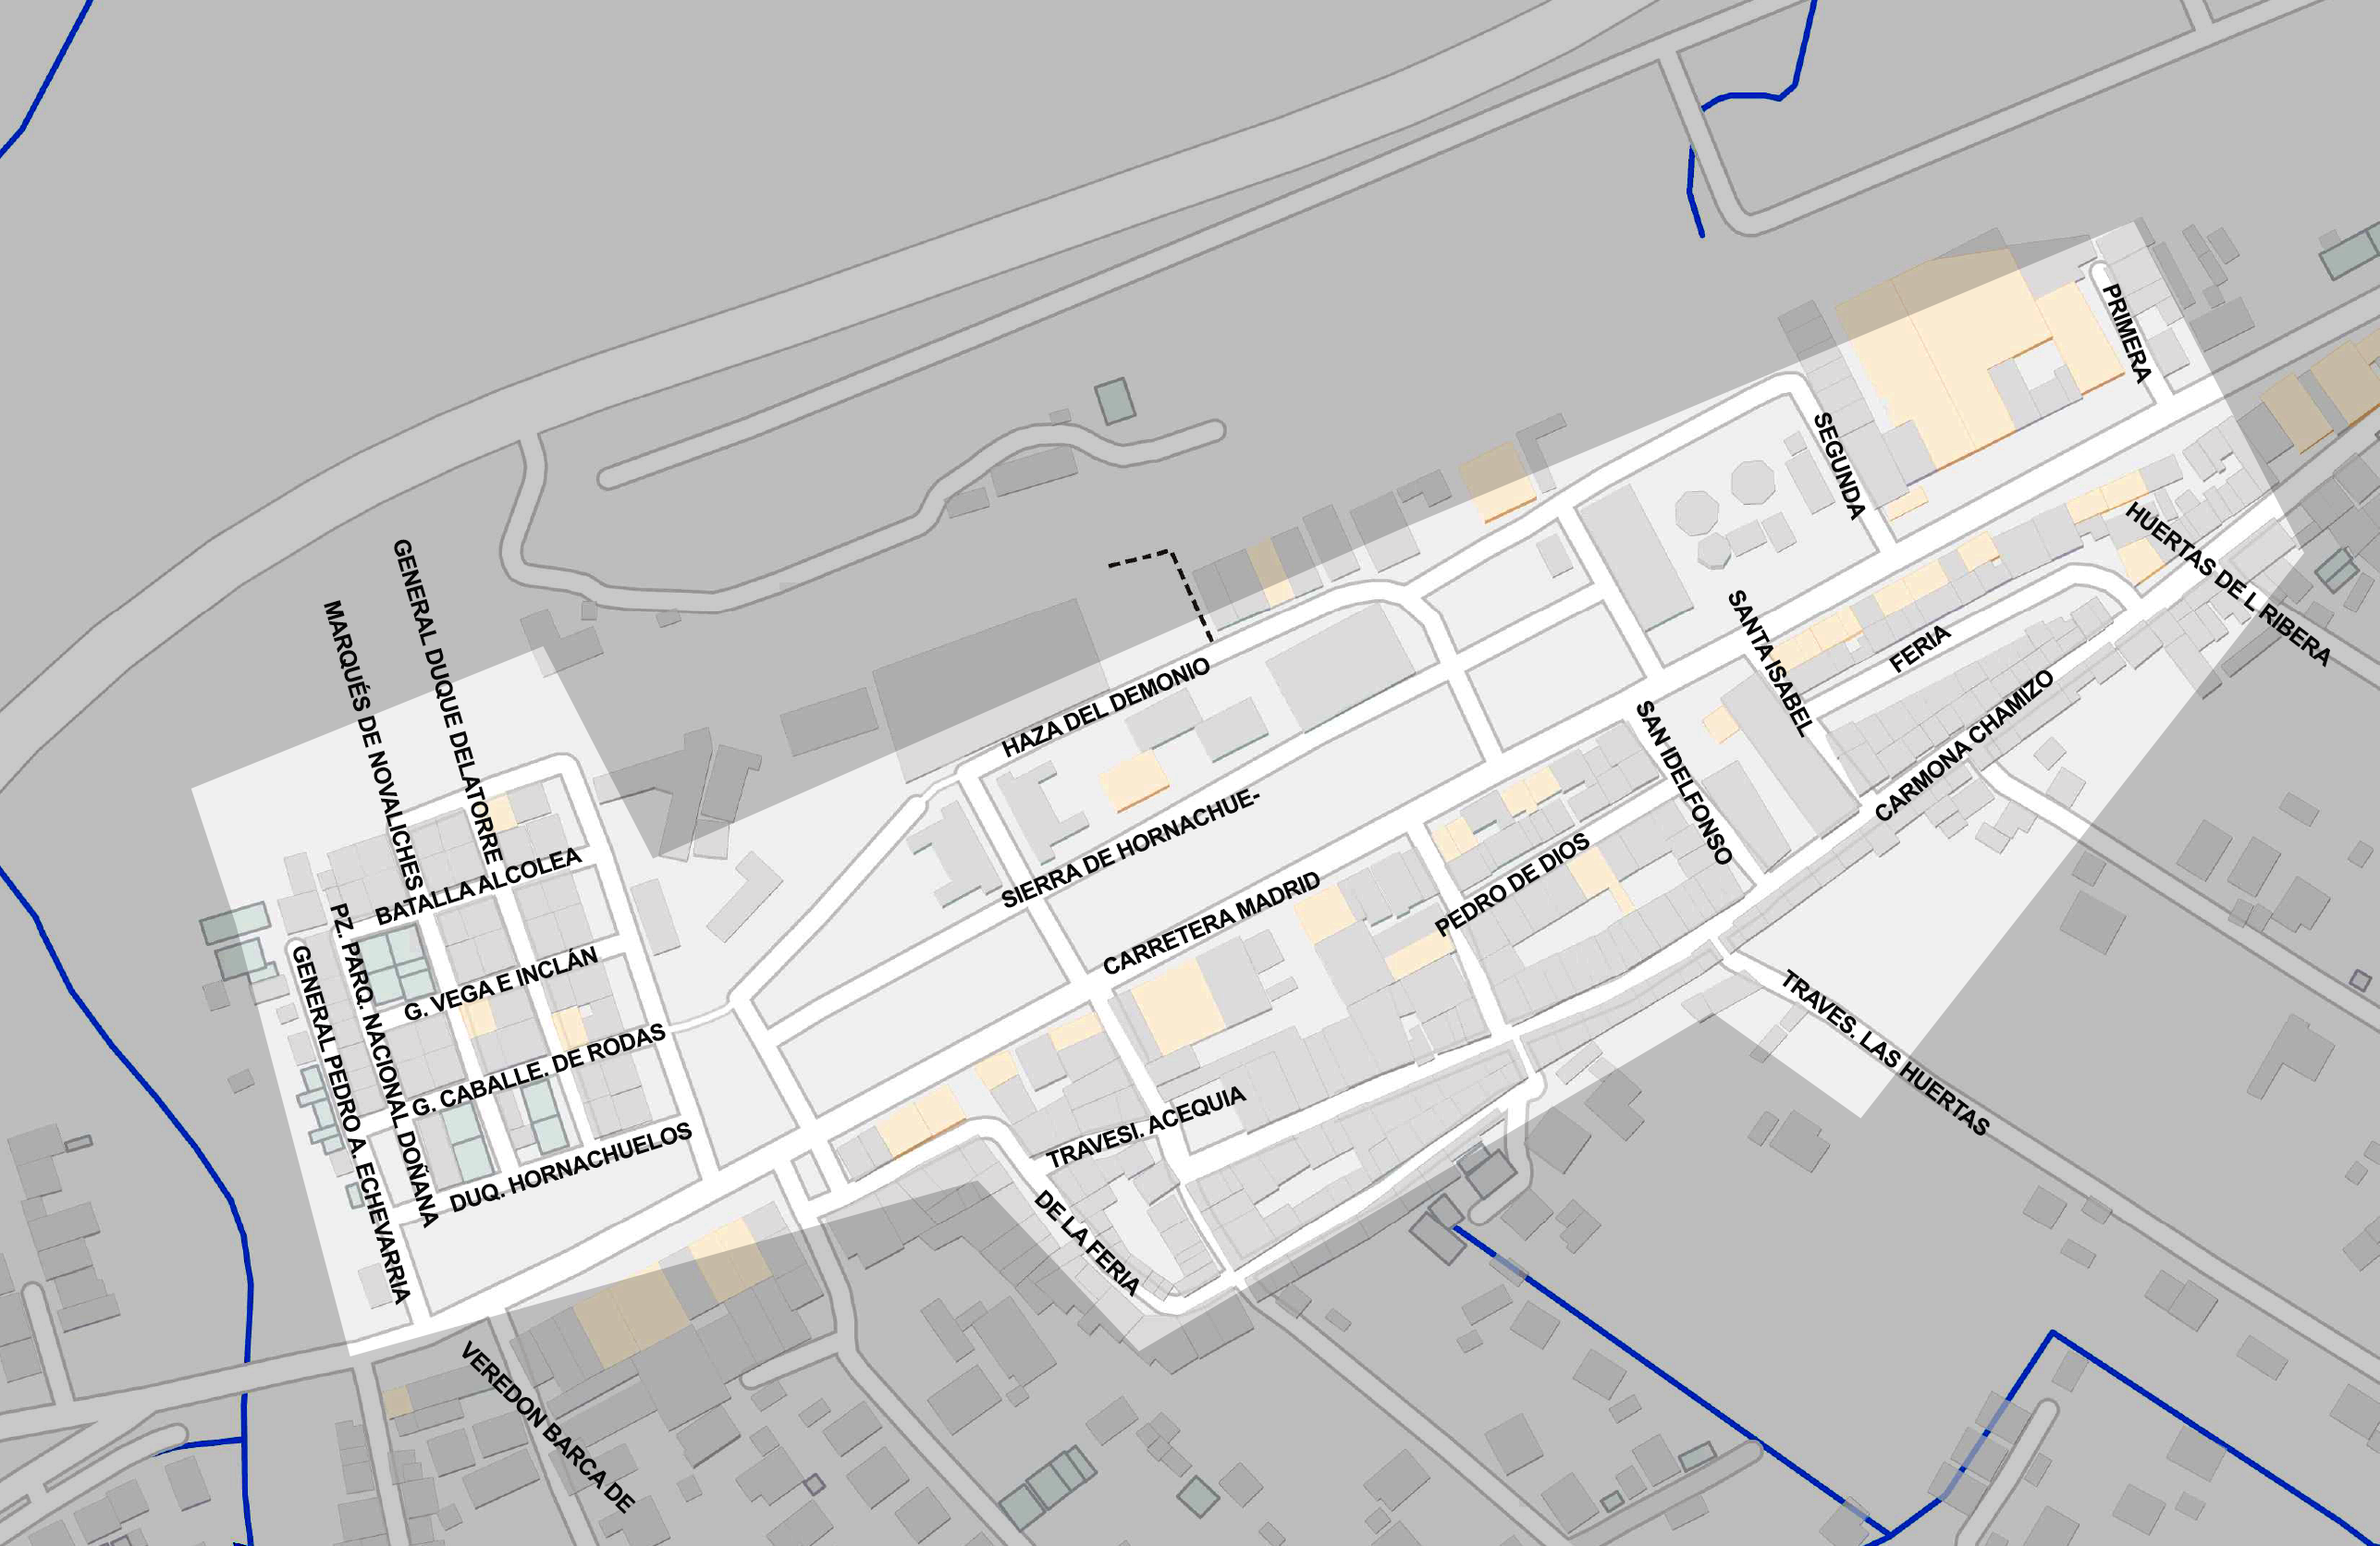 PRIMERA
SEGUNDA
HUERTAS DE L RIBERA
SANTA ISABEL
FERIA
CARMONA CHAMIZO
SAN IDELFONSO
HAZA DEL DEMONIO
SIERRA DE HORNACHUE-
CARRETERA MADRID
PEDRO DE DIOS
TRAVES. LAS HUERTAS
TRAVESI. ACEQUIA
DE LA FERIA
GENERAL DUQUE DELATORRE
MARQUÉS DE NOVALICHES
BATALLA ALCOLEA
PZ. PARQ. NACIONAL DOÑANA
G. VEGA E INCLÁN
GENERAL PEDRO A. ECHEVARRIA
G. CABALLE. DE RODAS
DUQ. HORNACHUELOS
VEREDON BARCA DE